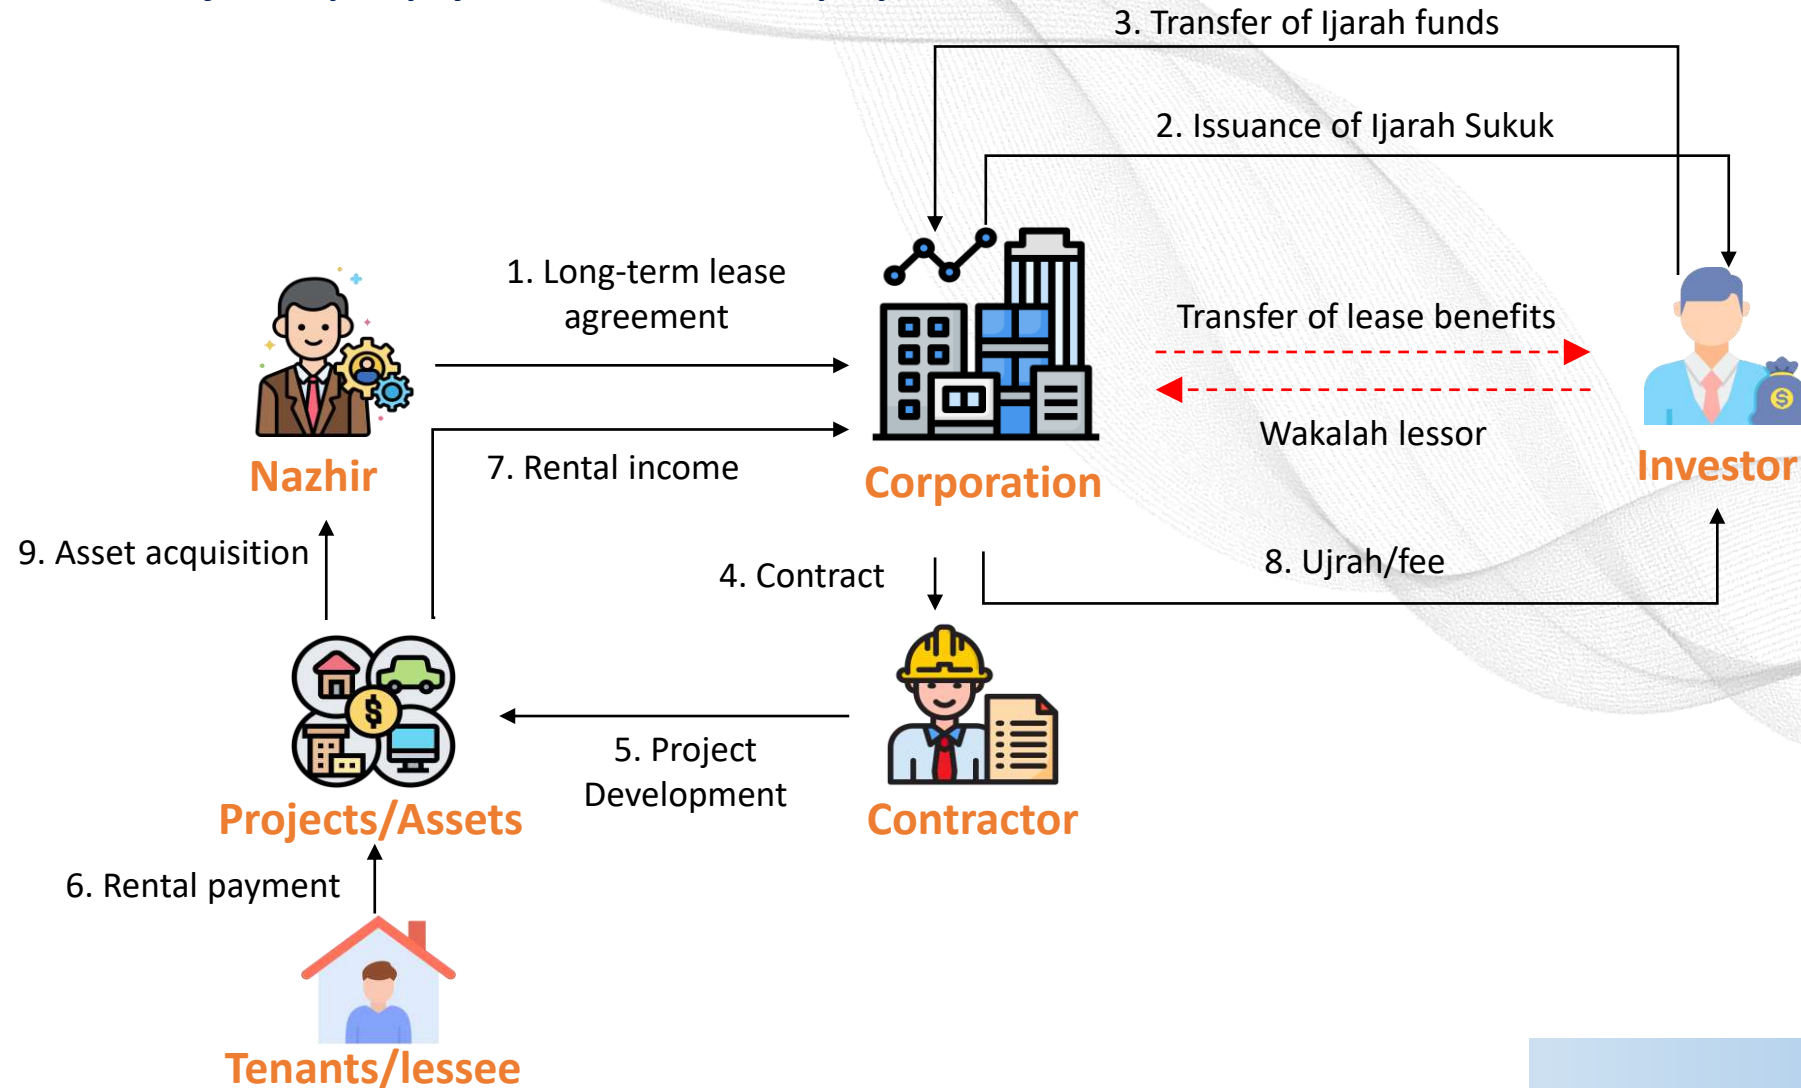 3. Transfer of Ijarah funds
2. Issuance of Ijarah Sukuk
1. Long-term lease
agreement
Transfer of lease benefits
Wakalah lessor
7. Rental income
Nazhir
Corporation
Investor
9. Asset acquisition
4. Contract
8. Ujrah/fee
5. Project
Development
Projects/Assets
Contractor
6. Rental payment
Tenants/lessee